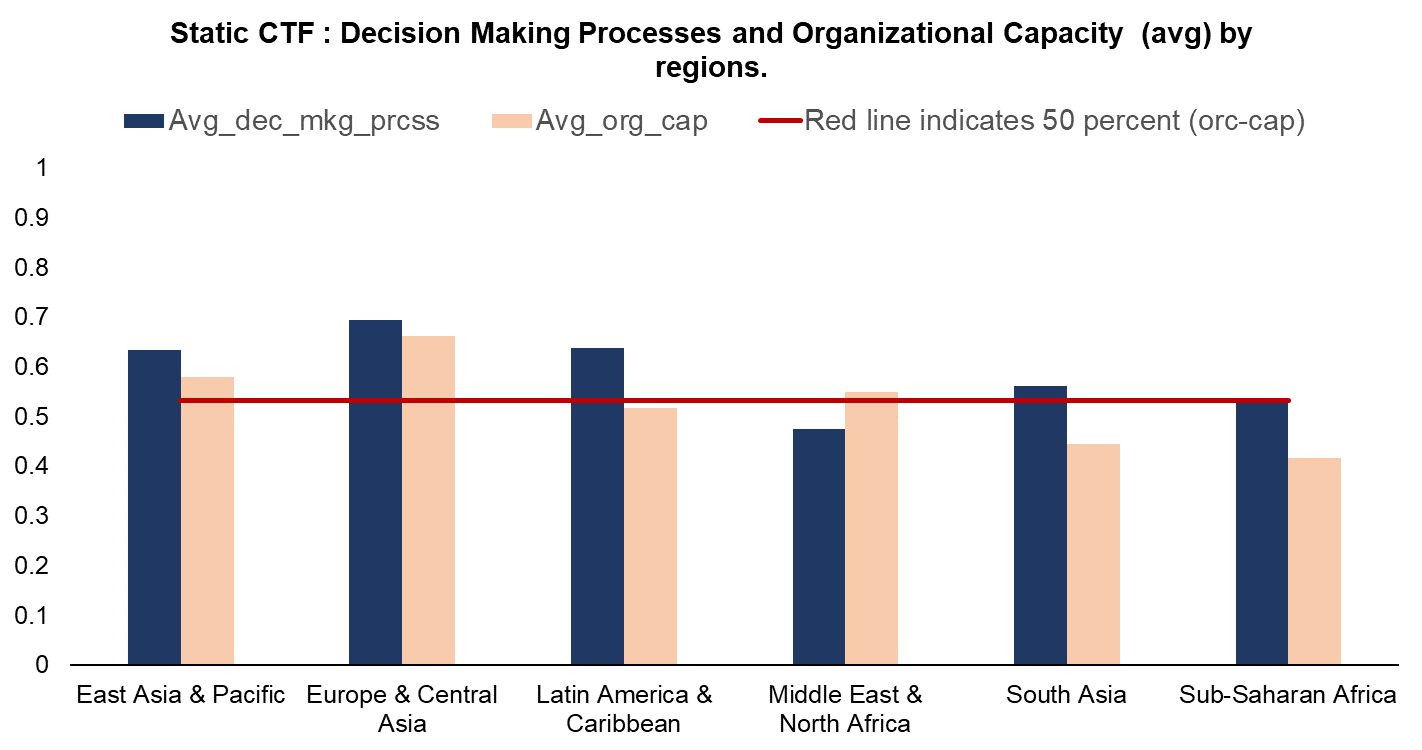 Static CTF : Decision Making Processes and Organizational Capacity  (avg) by
regions.
Avg_dec_mkg_prcss
Avg_org_cap
Red line indicates 50 percent (orc-cap)
1
0.9
0.8
0.7
0.6
0.5
0.4
0.3
0.2
0.1
0
East Asia & Pacific
Europe & Central
Asia
Latin America &
Caribbean
Middle East &
North Africa
South Asia
Sub-Saharan Africa